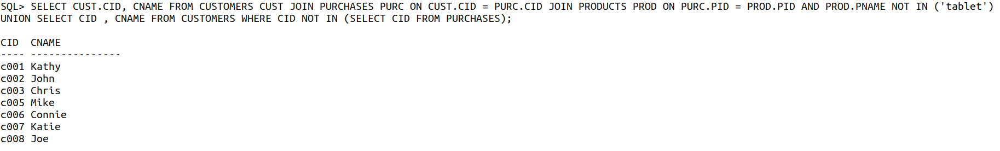 SQL> SELECT CUST.CID, CNAME FROM CUSTOMERS CUST JOIN PURCHASES PURC ON CUST.CID = PURC.CID JOIN PRODUCTS PROD ON PURC.PID = PROD.PID AND PROD.PNAME NOT IN ('tablet')
UNION SELECT CID , CNAME FROM CUSTOMERS WHERE CID NOT IN (SELECT CID FROM PURCHASES);
CID  CNAME
---- ---------------
c001 Kathy
c002 John
c003 Chris
c005 Mike
c006 Connie
c007 Katie
c008 Joe